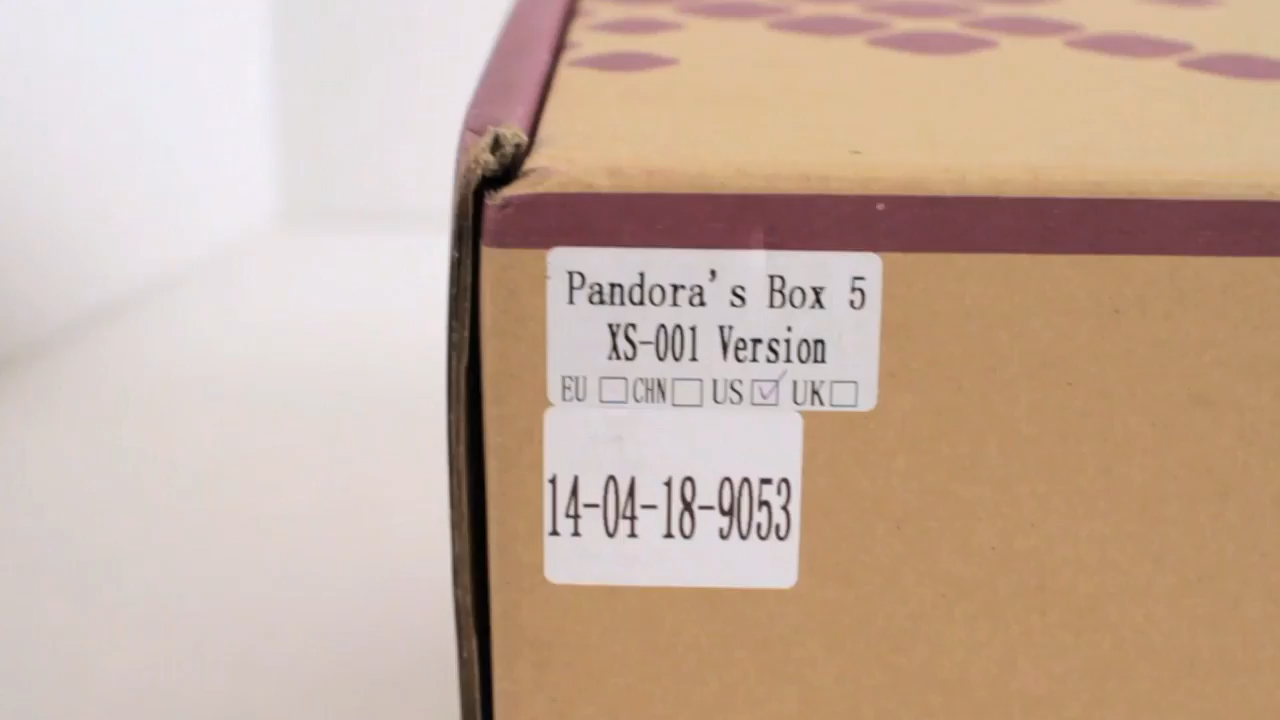 Pandora's Box 5
XS-001 Version
EU □ CHN □ US ☑ UK □
14-04-18-9053